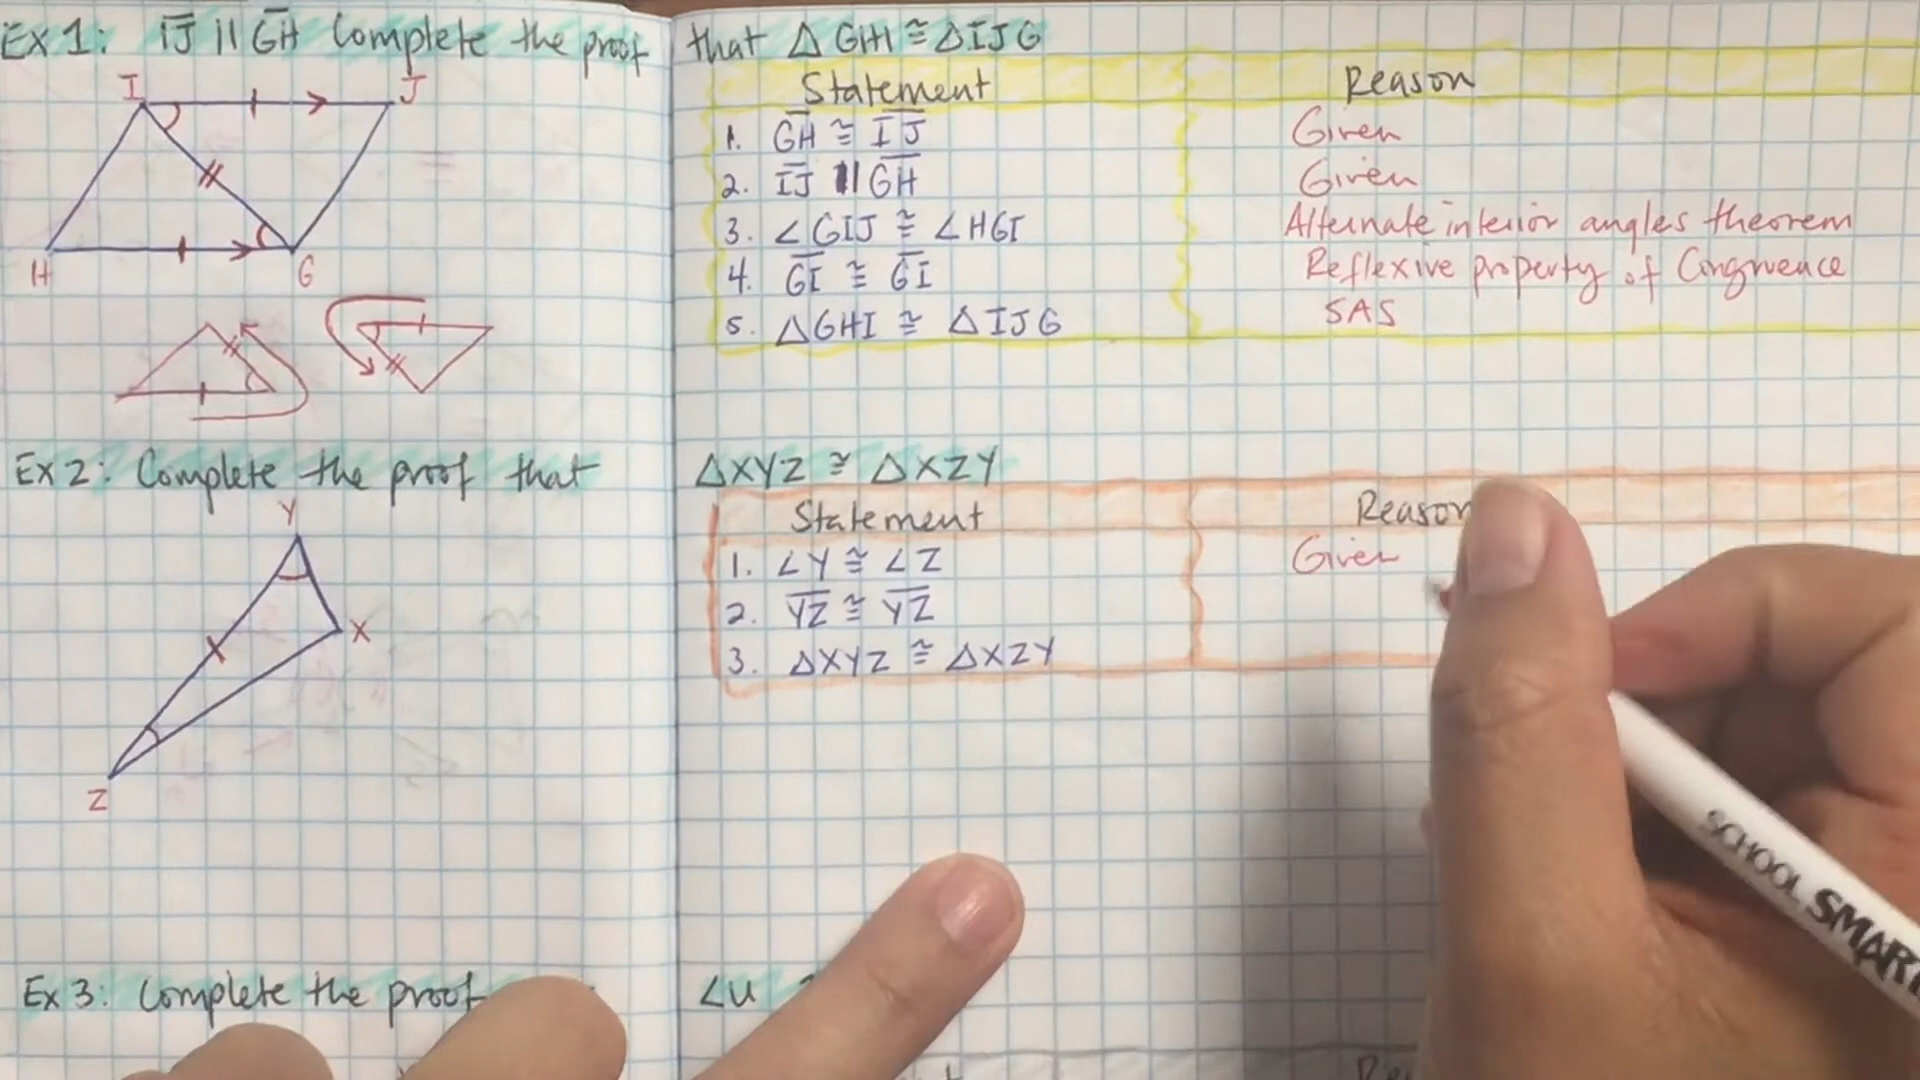 Ex 1: IJ || GH Complete the proof that △GHI ≅ △IJG
I
J
H
G
Statement
Reason
1. GH ≅ IJ
Given
2. IJ || GH
Given
3. ∠GIJ ≅ ∠HGI
Alternate interior angles theorem
4. GI ≅ GI
Reflexive property of Congruence
5. △GHI ≅ △IJG
SAS
Ex 2: Complete the proof that △XYZ ≅ △XZY
Y
X
Z
Statement
Reason
1. ∠Y ≅ ∠Z
Given
2. YZ ≅ YZ
3. △XYZ ≅ △XZY
SCHOOL SMART
Ex 3: Complete the proof ∠U